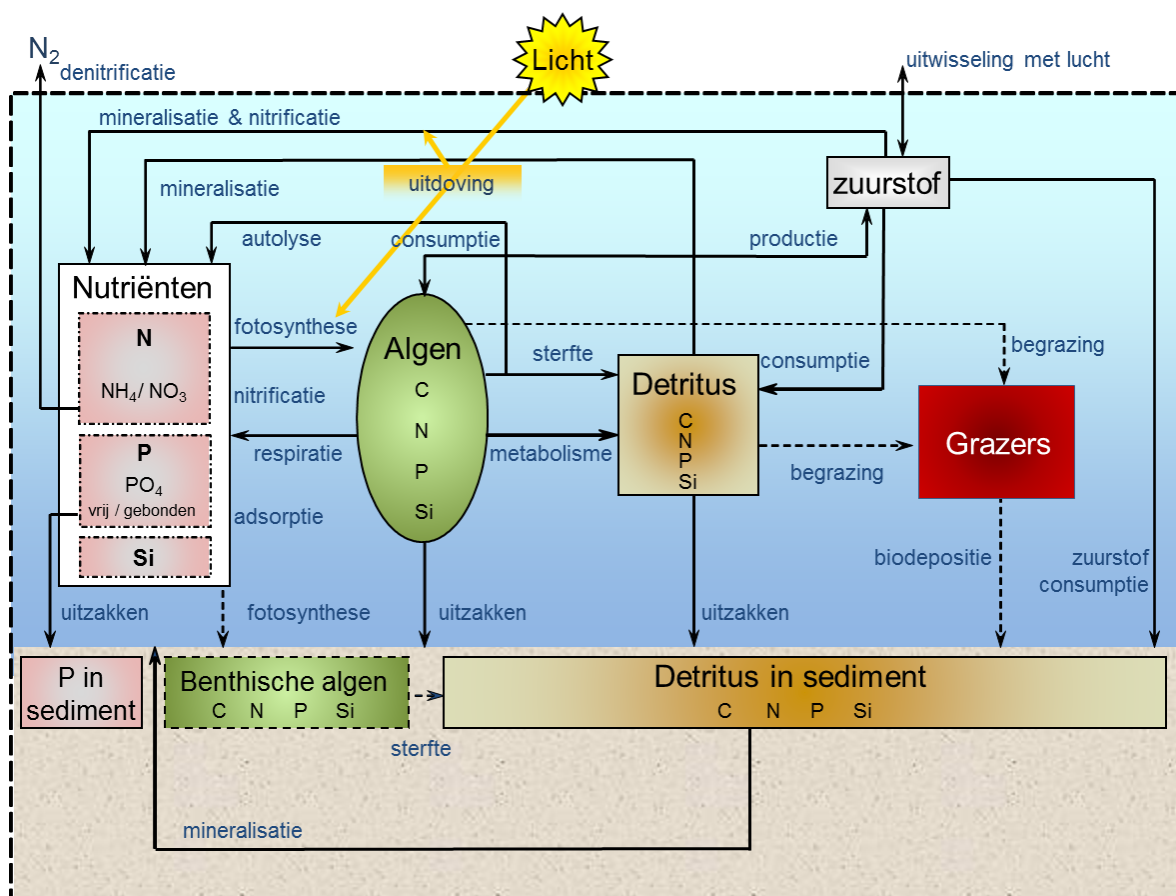 Licht
N2
denitrificatie
uitwisseling met lucht
mineralisatie & nitrificatie
mineralisatie
uitdoving
zuurstof
autolyse
consumptie
productie
Nutriënten
N
NH4 / NO3
P
PO4
vrij / gebonden
Si
fotosynthese
nitrificatie
respiratie
adsorptie
Algen
C
N
P
Si
sterfte
metabolisme
Detritus
C
N
P
Si
consumptie
begrazing
begrazing
Grazers
biodepositie
zuurstof
consumptie
uitzakken
fotosynthese
uitzakken
uitzakken
P in
sediment
Benthische algen
C N P Si
sterfte
Detritus in sediment
C N P Si
mineralisatie